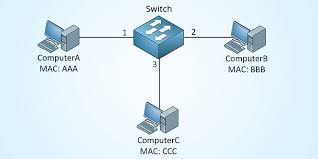 Switch
1
2
ComputerA
MAC: AAA
3
ComputerB
MAC: BBB
ComputerC
MAC: CCC